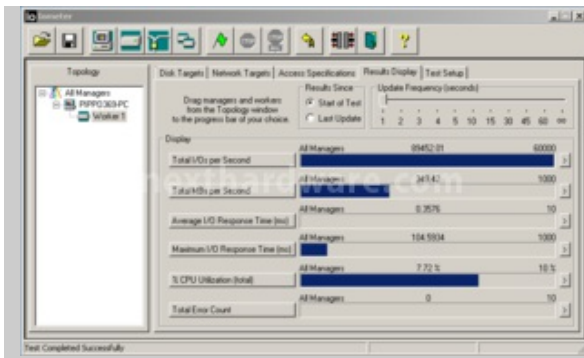 Iometer
Topology
All Managers
PIPPO369-PC
Worker 1
Disk Targets
Network Targets
Access Specifications
Results Display
Test Setup
Drag managers and workers
from the Topology window
to the progress bar of your choice.
Results Since
Start of Test
Last Update
Update Frequency (seconds)
1 2 3 4 5 10 15 30 45 60 ∞
Display
All Managers 89452.01 60000
Total I/Os per Second
All Managers 349.42 1000
Total MBs per Second
All Managers 0.3576 10
Average I/O Response Time (ms)
All Managers 184.5934 1000
Maximum I/O Response Time (ms)
All Managers 7.72 % 10 %
% CPU Utilization (total)
All Managers 0 10
Total Error Count
nexthardware.com
Test Completed Successfully